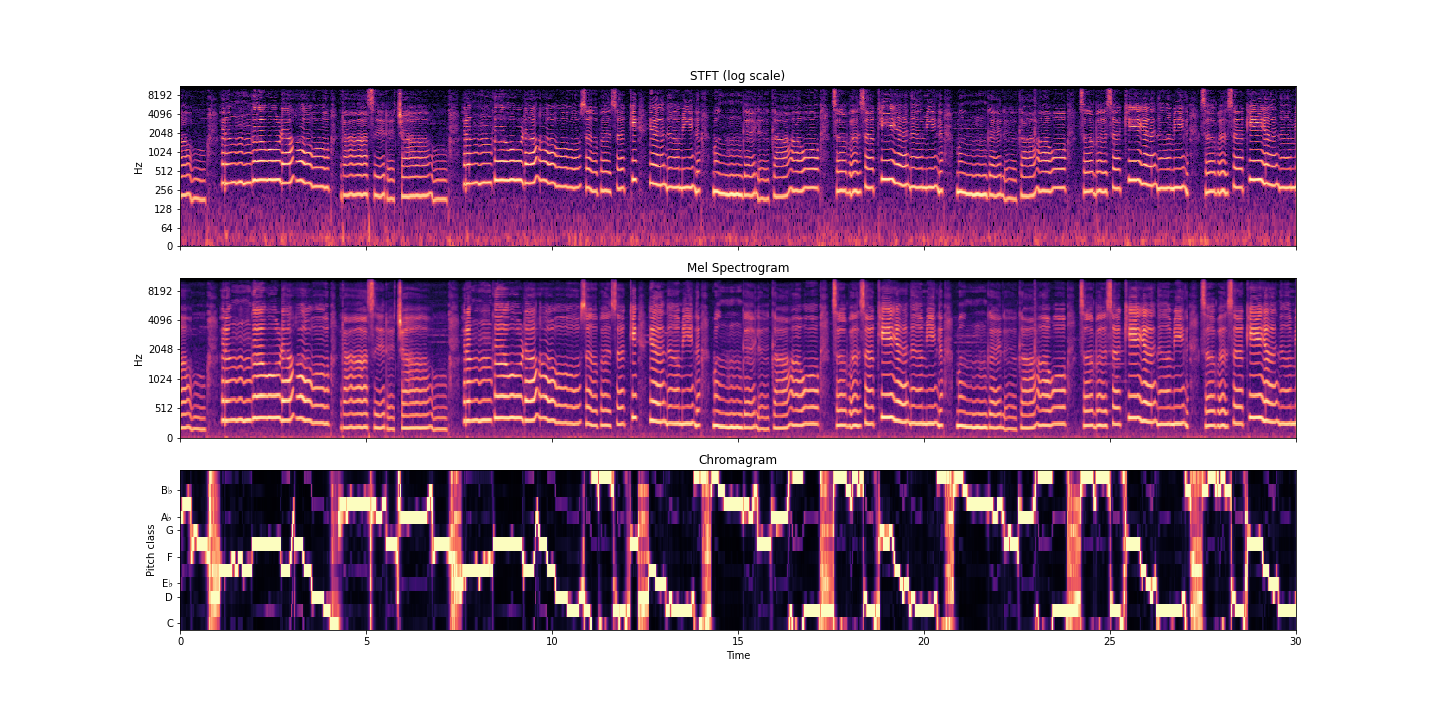 STFT (log scale)
8192
4096
2048
1024
512
256
128
64
0
Hz
Mel Spectrogram
8192
4096
2048
1024
512
0
Hz
Chromagram
B♭
A♭
G
F
E♭
D
C
Pitch class
0 5 10 15 20 25 30
Time